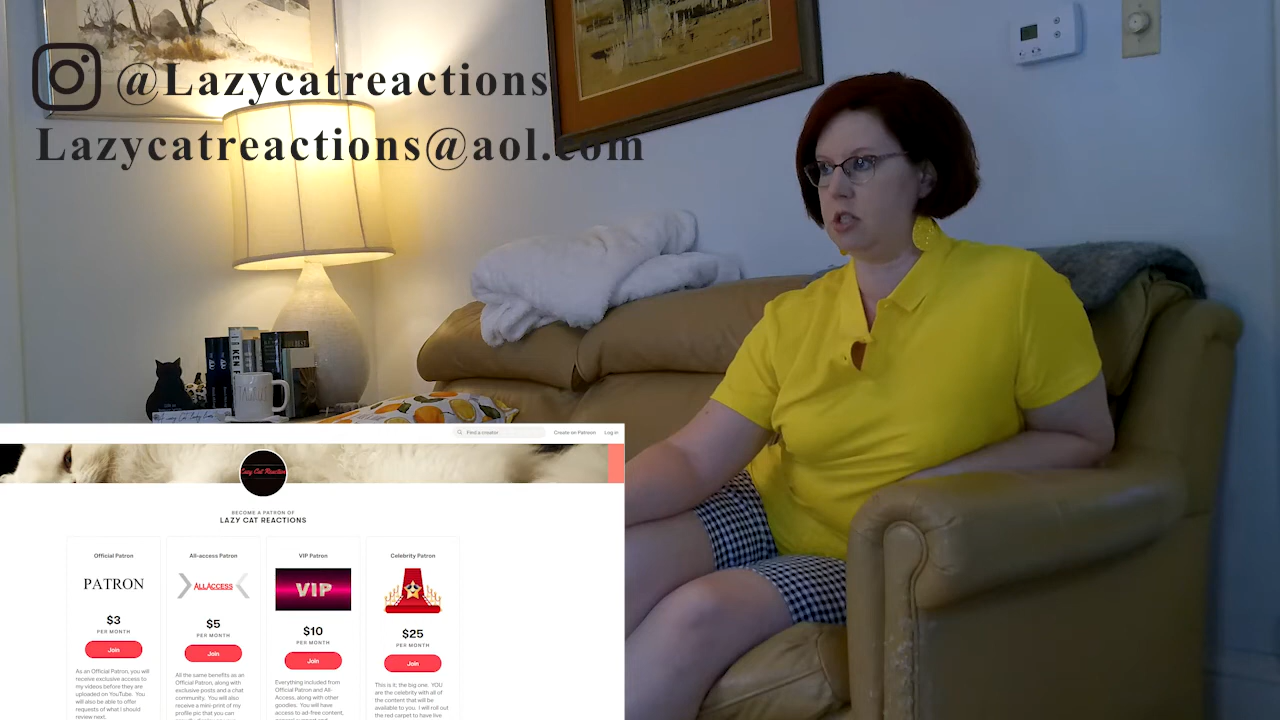 @Lazycatreactions
Lazycatreactions@aol.com
Find a creator
Create on Patreon
Log in
Lazy Cat Reactions
BECOME A PATRON OF
LAZY CAT REACTIONS
Official Patron
PATRON
$3
PER MONTH
Join
As an Official Patron, you will
receive exclusive access to
my videos before they are
uploaded on YouTube. You
will also be able to offer
requests of what I should
review next.
All-access Patron
ALLACCESS
$5
PER MONTH
Join
All the same benefits as an
Official Patron, along with
exclusive posts and a chat
community. You will also
receive a mini-print of my
profile pic that you can
VIP Patron
VIP
$10
PER MONTH
Join
Everything included from
Official Patron and All-
Access, along with other
goodies. You will have
access to ad-free content,
Celebrity Patron
$25
PER MONTH
Join
This is it; the big one. YOU
are the celebrity with all of
the content that will be
available to you. I will roll out
the red carpet to have live